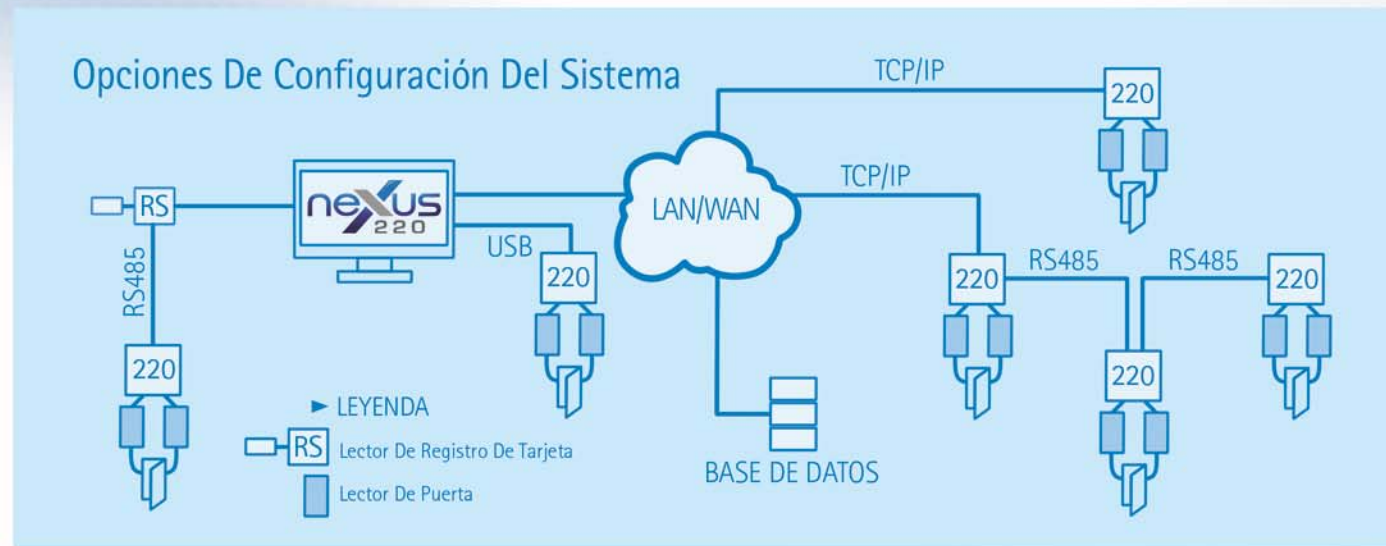 Opciones De Configuración Del Sistema
TCP/IP
220
RS
nexus
220
LAN/WAN
TCP/IP
USB
220
RS485
220
RS485
RS485
220
220
220
► LEYENDA
RS Lector De Registro De Tarjeta
Lector De Puerta
BASE DE DATOS